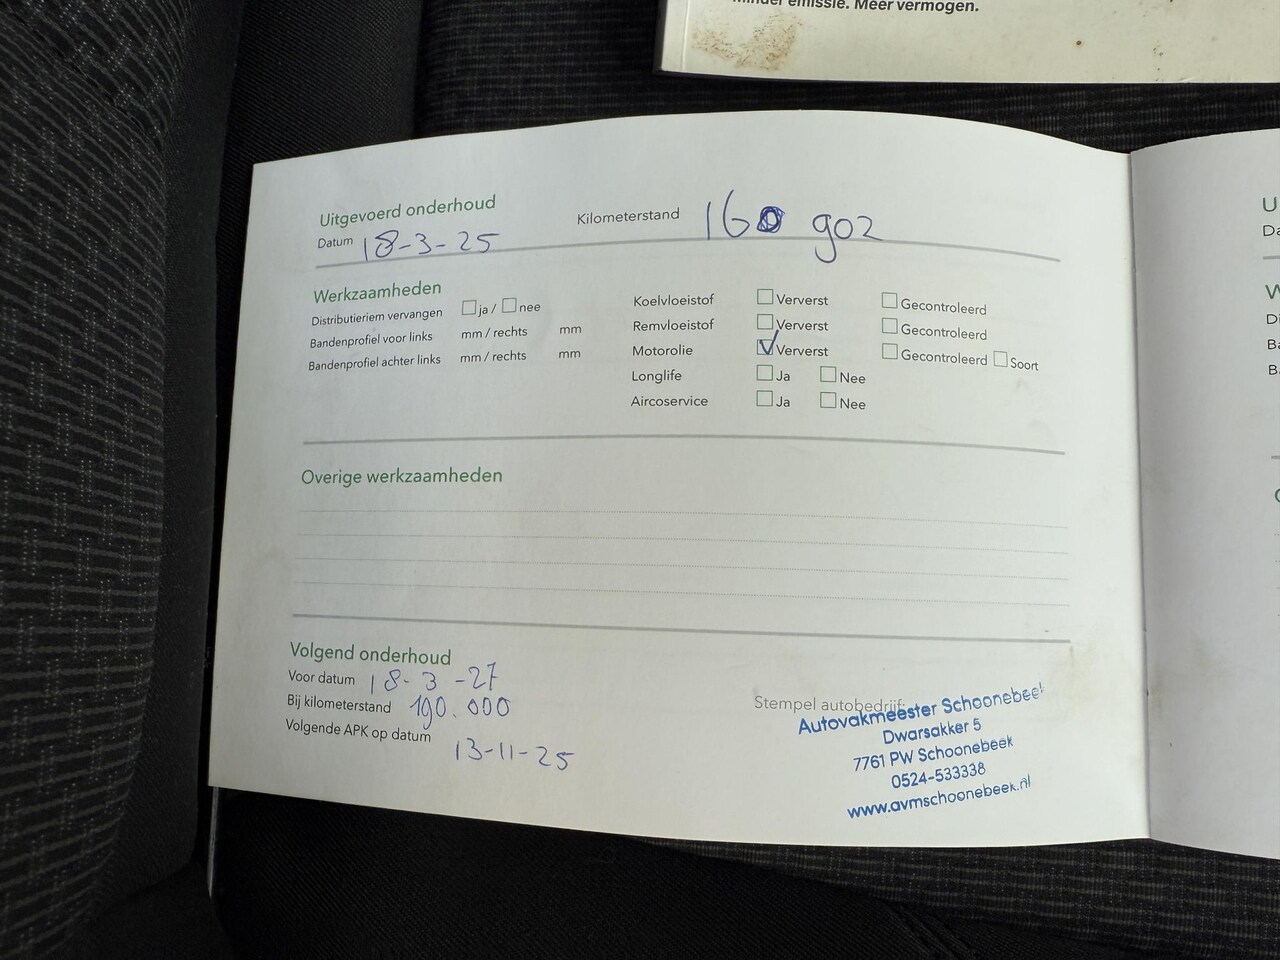 minder emissie. Meer vermogen.
Uitgevoerd onderhoud
Datum 18-3-25
Kilometerstand 160 902
Werkzaamheden
Distributieriem vervangen ja / nee
Bandenprofiel voor links mm / rechts mm
Bandenprofiel achter links mm / rechts mm
Koelvloeistof Ververst Gecontroleerd
Remvloeistof Ververst Gecontroleerd
Motorolie Ververst Gecontroleerd Soort
Longlife Ja Nee
Aircoservice Ja Nee
Overige werkzaamheden
Volgend onderhoud
Voor datum 18-3-27
Bij kilometerstand 190.000
Volgende APK op datum
13-11-25
Stempel autobedrijf:
Autovakmeester Schoonebeek
Dwarsakker 5
7761 PW Schoonebeek
0524-533338
www.avmschoonebeek.nl